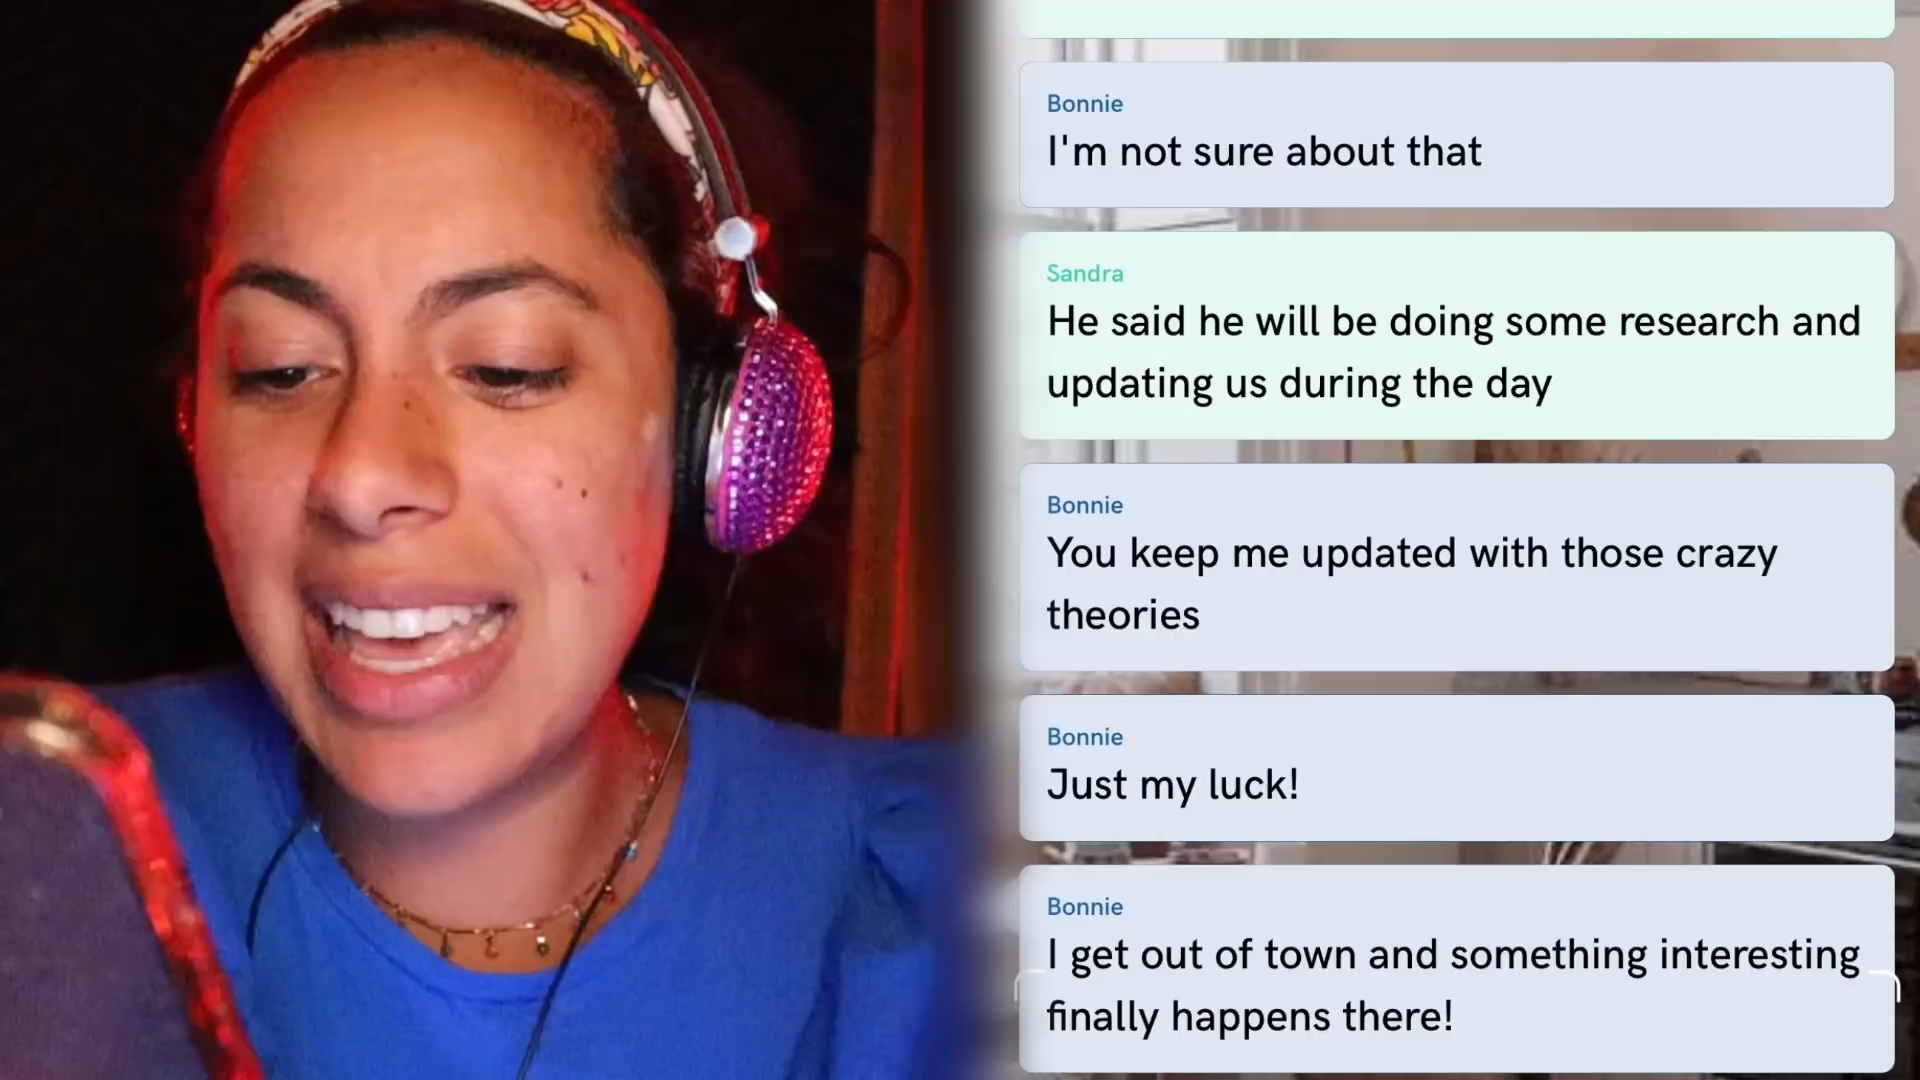 Bonnie
I'm not sure about that
Sandra
He said he will be doing some research and
updating us during the day
Bonnie
You keep me updated with those crazy
theories
Bonnie
Just my luck!
Bonnie
I get out of town and something interesting
finally happens there!